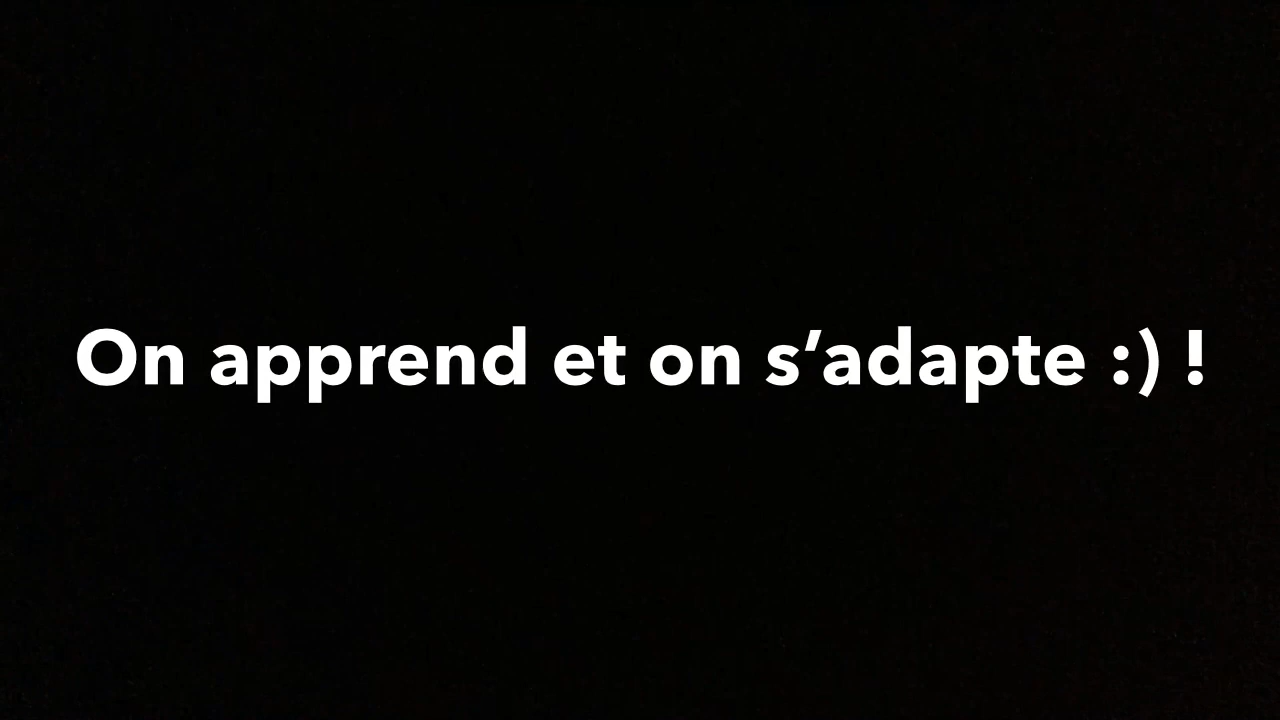 On apprend et on s’adapte :) !